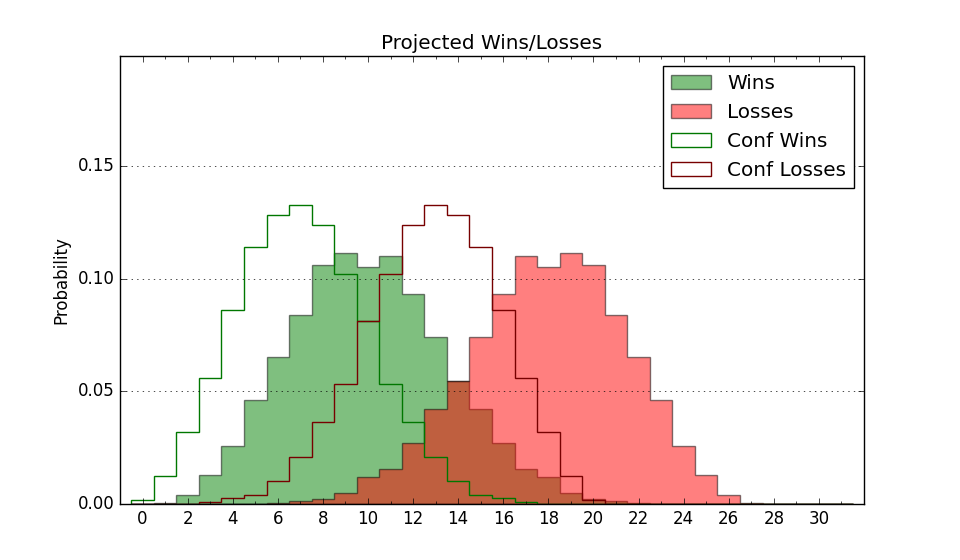 Projected Wins/Losses
Wins
Losses
Conf Wins
Conf Losses
Probability
0.15
0.10
0.05
0.00
0 2 4 6 8 10 12 14 16 18 20 22 24 26 28 30